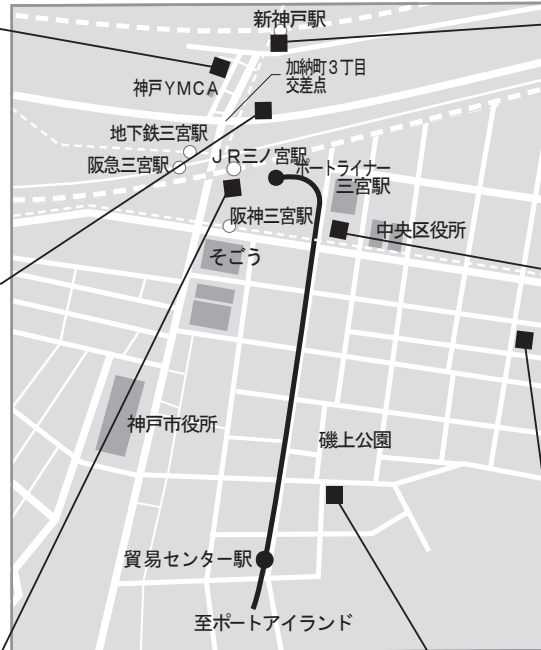 新神戸駅
加納町3丁目
交差点
神戸YMCA
地下鉄三宮駅
JR三ノ宮駅
阪急三宮駅
ポートライナー
三宮駅
阪神三宮駅
中央区役所
そごう
神戸市役所
磯上公園
貿易センター駅
至ポートアイランド